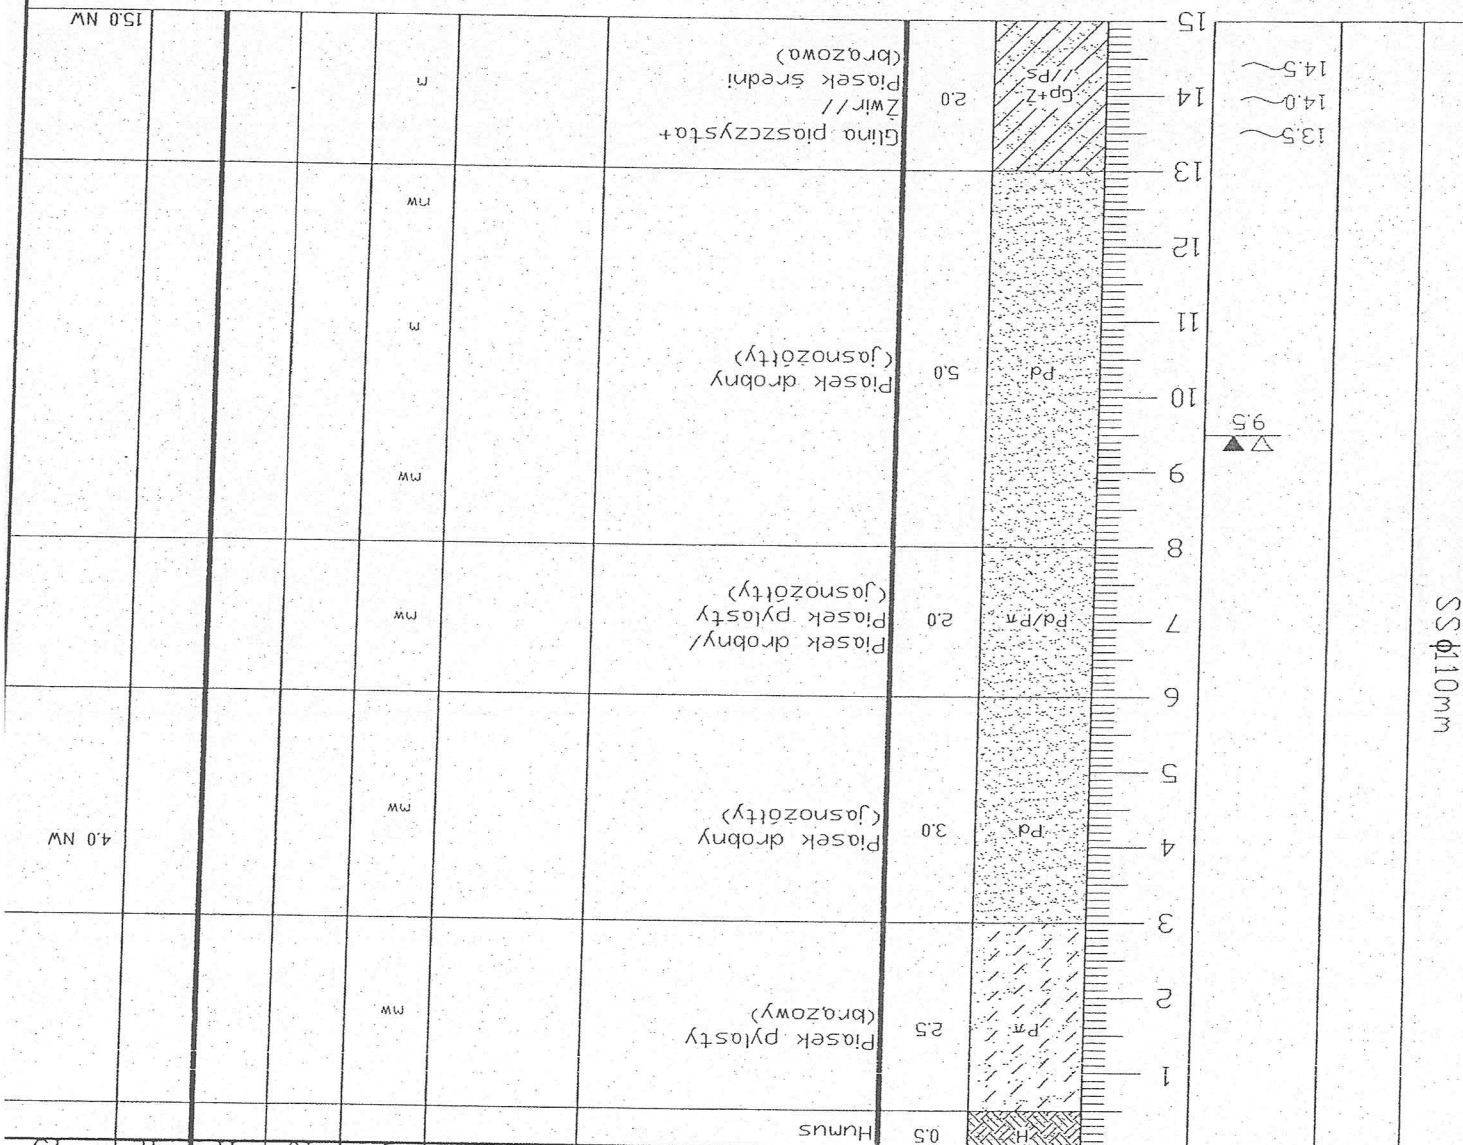 H
0.5
Humus
1
2
Pπ
2.5
Piasek pylasty
(brązowy)
mw
3
4
5
Pd
3.0
Piasek drobny
(jasnożółty)
mw
4.0 NW
SSϕ110mm
6
7
Pd/Pπ
2.0
Piasek drobny/
Piasek pylasty
(jasnożółty)
mw
8
9
9.5
10
11
12
Pd
5.0
Piasek drobny
(jasnożółty)
mw
13
13.5
14.0
14.5
14
15
Gp+Ż
//Ps
2.0
Glina piaszczysta+
Żwir//
Piasek średni
(brązowa)
15.0 NW